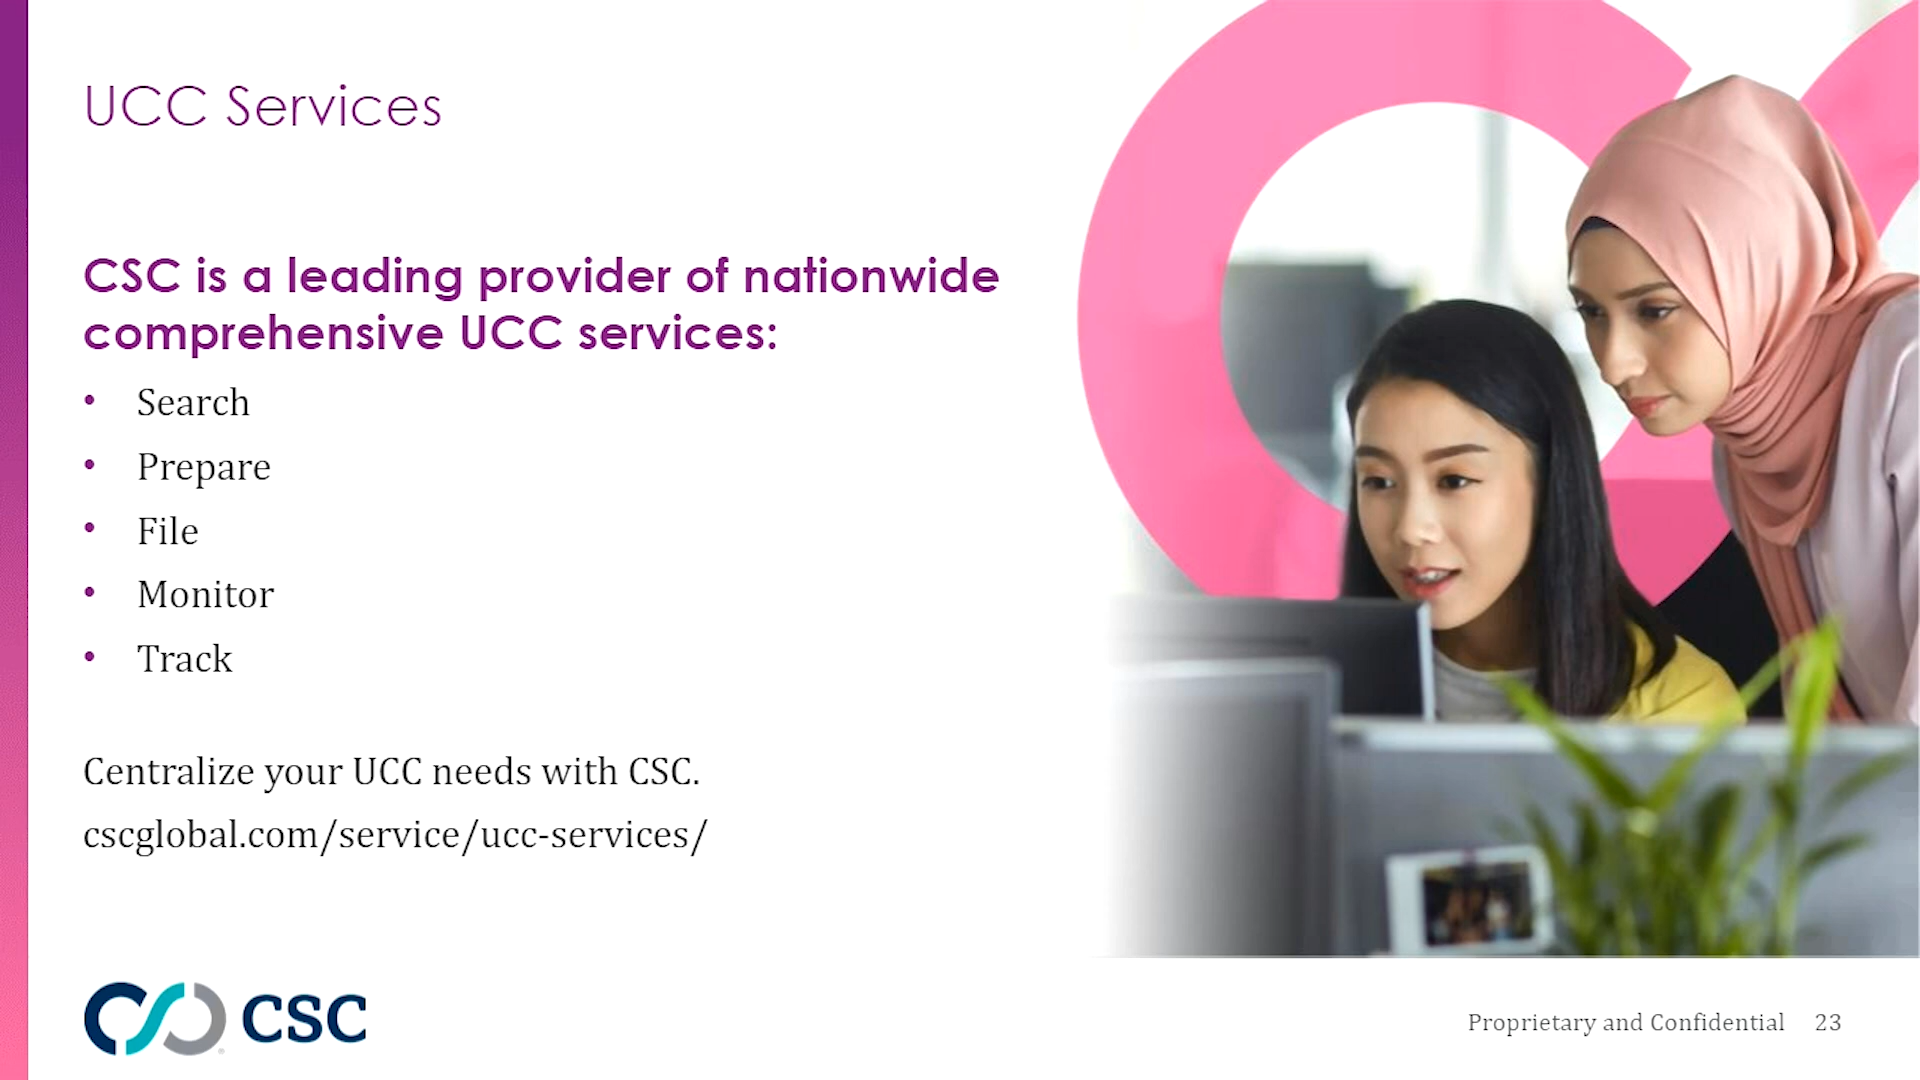 UCC Services
CSC is a leading provider of nationwide
comprehensive UCC services:
• Search
• Prepare
• File
• Monitor
• Track
Centralize your UCC needs with CSC.
cscglobal.com/service/ucc-services/
CSC
Proprietary and Confidential 23